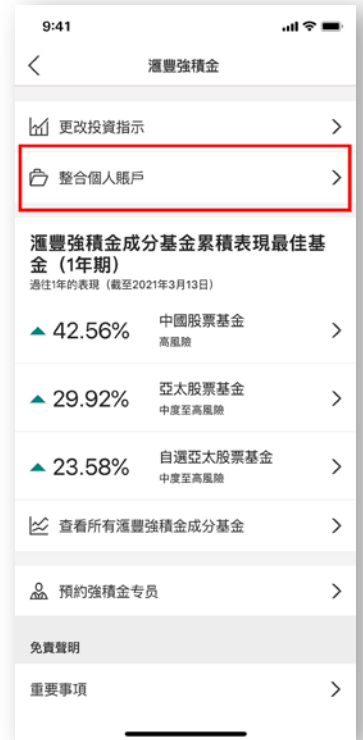 9:41
滙豐強積金
更改投資指示
整合個人賬戶
滙豐強積金成分基金累積表現最佳基
金（1年期）
過往1年的表現（截至2021年3月13日）
42.56%
中國股票基金
高風險
29.92%
亞太股票基金
中度至高風險
23.58%
自選亞太股票基金
中度至高風險
查看所有滙豐強積金成分基金
預約強積金专员
免責聲明
重要事項